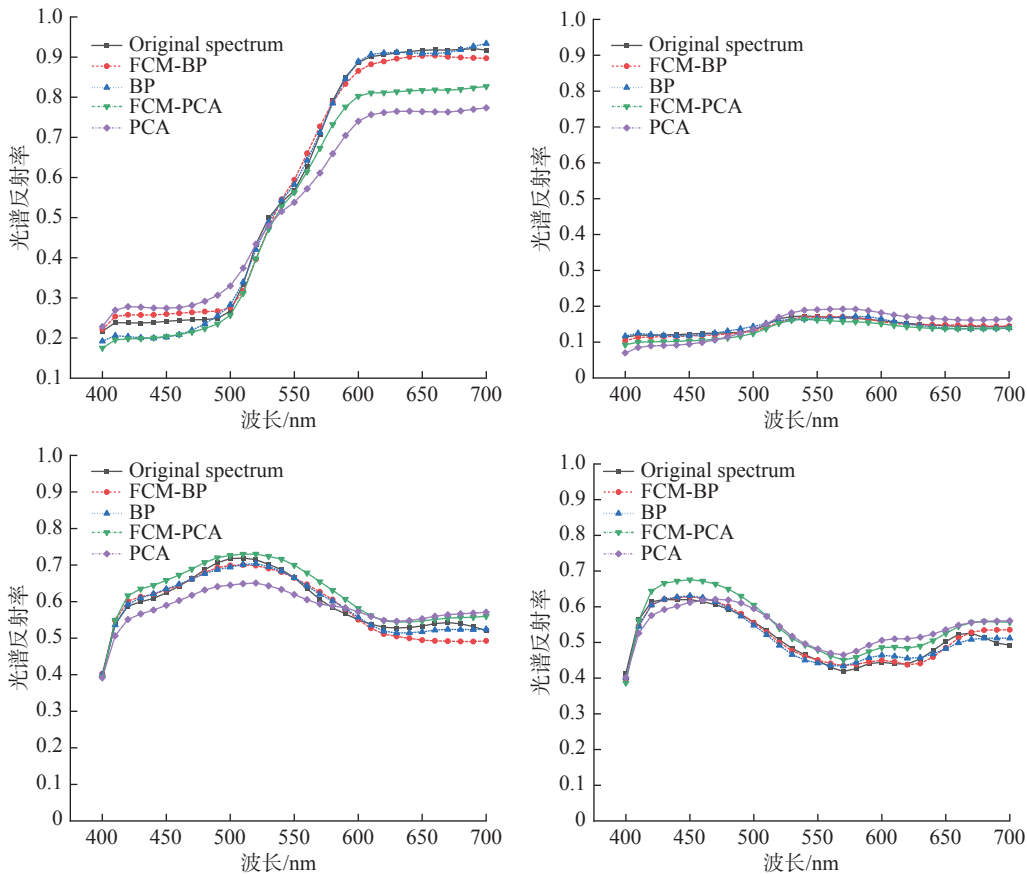 1.0
0.9
0.8
0.7
0.6
0.5
0.4
0.3
0.2
0.1
光谱反射率
Original spectrum
FCM-BP
BP
FCM-PCA
PCA
400 450 500 550 600 650 700
波长/nm
1.0
0.9
0.8
0.7
0.6
0.5
0.4
0.3
0.2
0.1
0
光谱反射率
Original spectrum
FCM-BP
BP
FCM-PCA
PCA
400 450 500 550 600 650 700
波长/nm
1.0
0.9
0.8
0.7
0.6
0.5
0.4
0.3
0.2
0.1
0
光谱反射率
Original spectrum
FCM-BP
BP
FCM-PCA
PCA
400 450 500 550 600 650 700
波长/nm
1.0
0.9
0.8
0.7
0.6
0.5
0.4
0.3
0.2
0.1
0
光谱反射率
Original spectrum
FCM-BP
BP
FCM-PCA
PCA
400 450 500 550 600 650 700
波长/nm